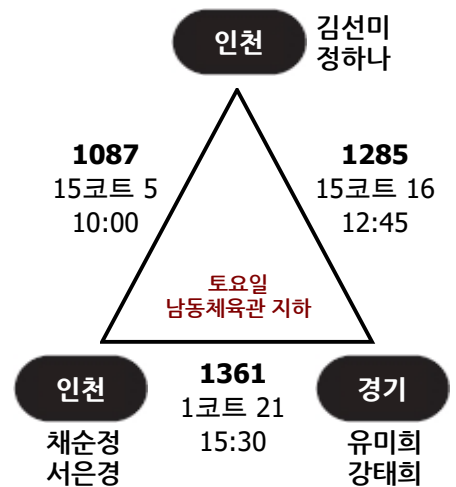 인천
김선미
정하나
1087
15코트 5
10:00
1285
15코트 16
12:45
토요일
남동체육관 지하
인천
채순정
서은경
1361
1코트 21
15:30
경기
유미희
강태희